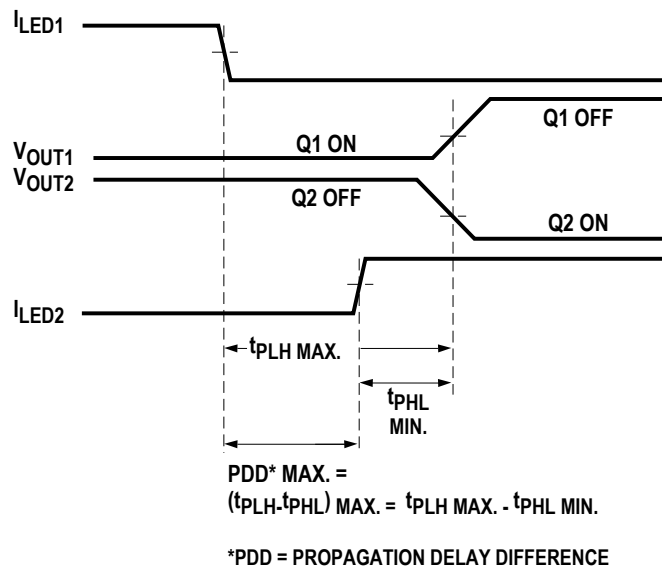 ILED1
Q1 ON
Q1 OFF
VOUT1
VOUT2
Q2 OFF
Q2 ON
ILED2
tPLH MAX.
tPHL
MIN.
PDD* MAX. =
(tPLH-tPHL) MAX. = tPLH MAX. - tPHL MIN.
*PDD = PROPAGATION DELAY DIFFERENCE